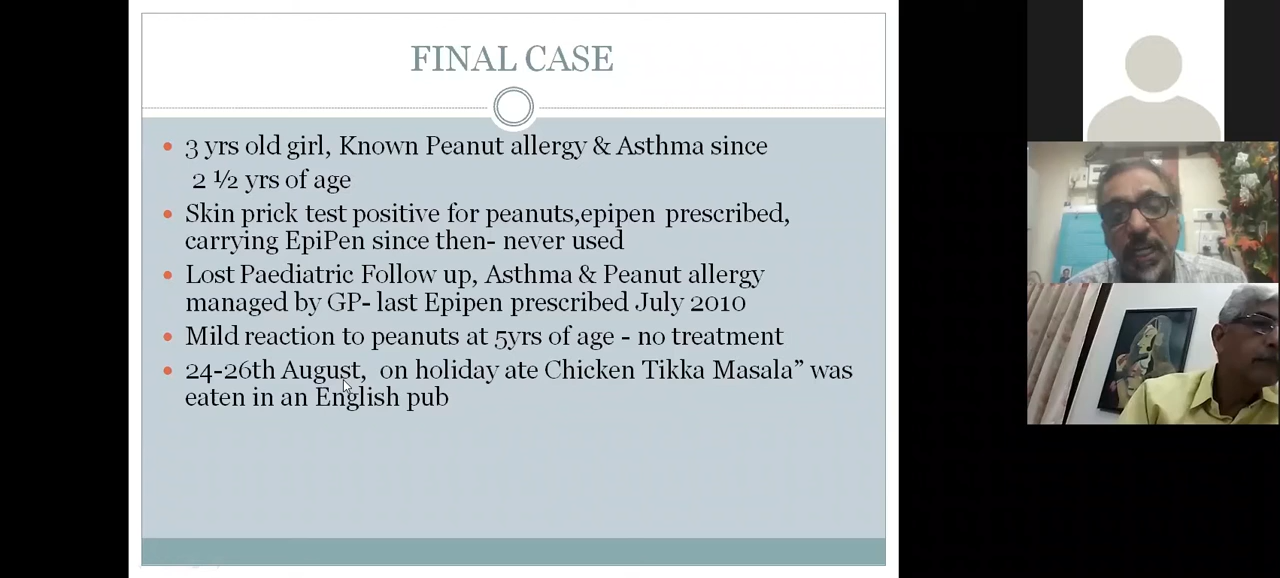 FINAL CASE
3 yrs old girl, Known Peanut allergy & Asthma since
2 ½ yrs of age
Skin prick test positive for peanuts,epipen prescribed,
carrying EpiPen since then- never used
Lost Paediatric Follow up, Asthma & Peanut allergy
managed by GP- last Epipen prescribed July 2010
Mild reaction to peanuts at 5yrs of age - no treatment
24-26th August, on holiday ate Chicken Tikka Masala” was
eaten in an English pub